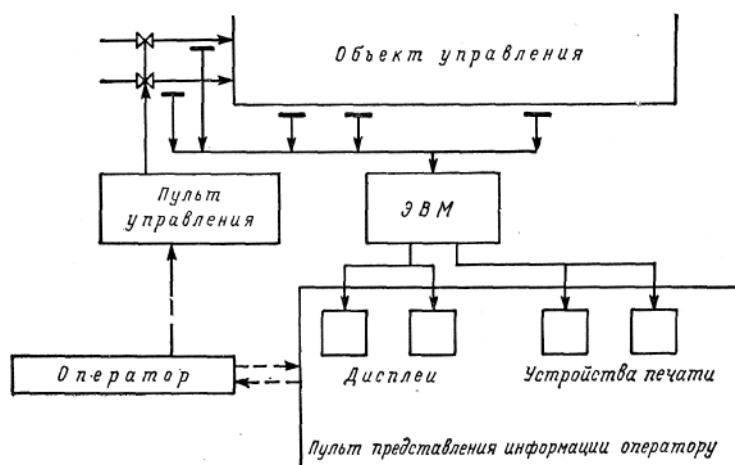 Объект управления
Пульт
управления
ЭВМ
Оператор
Дисплеи
Устройства печати
Пульт представления информации оператору